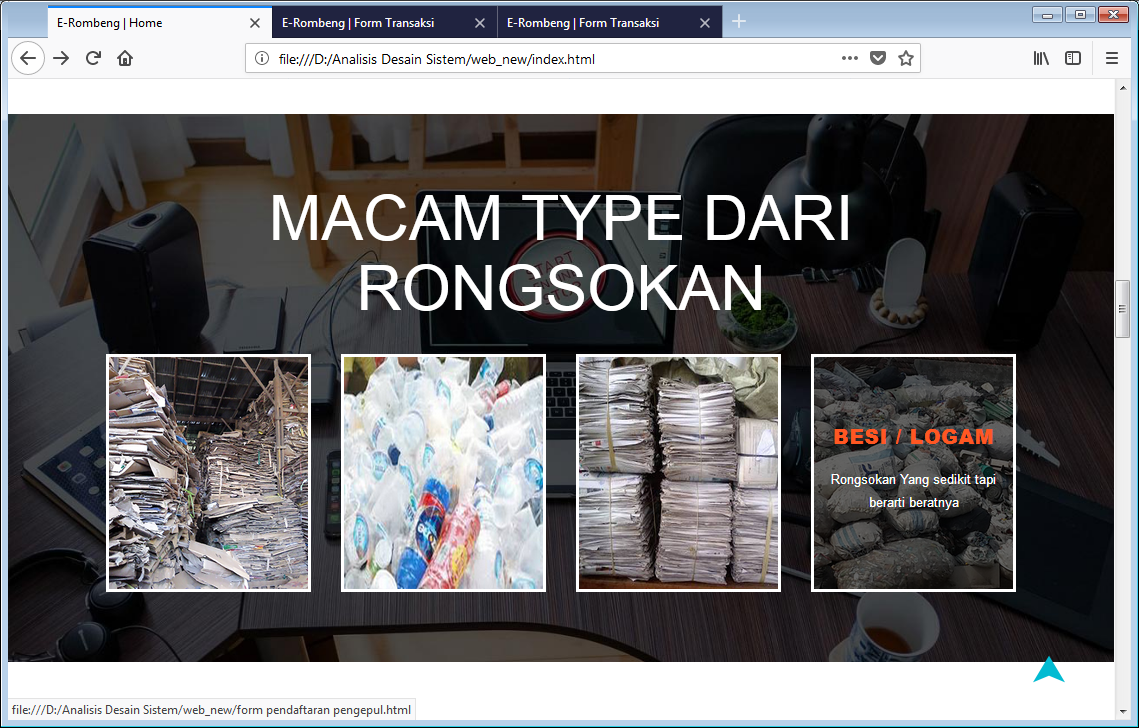 E-Rombeng | Home
E-Rombeng | Form Transaksi
E-Rombeng | Form Transaksi
file:///D:/Analisis Desain Sistem/web_new/index.html
MACAM TYPE DARI
RONGSOKAN
START
BESI / LOGAM
Rongsokan Yang sedikit tapi
berarti beratnya
file:///D:/Analisis Desain Sistem/web_new/form pendaftaran pengepul.html